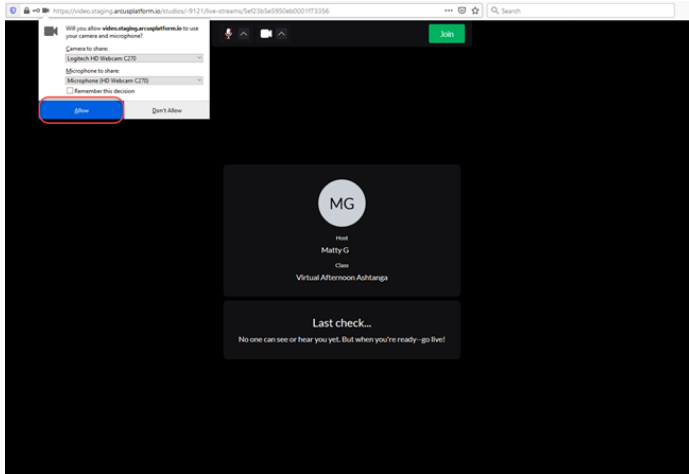 https://video.staging.arcusplatform.io/studios/-9121/live-streams/5ef23b5e5950eb0001f73356
Search
Will you allow video.staging.arcusplatform.io to use
your camera and microphone?
Camera to share:
Logitech HD Webcam C270
Microphone to share:
Microphone (HD Webcam C270)
Remember this decision
Allow
Don't Allow
Join
MG
Host
Matty G
Class
Virtual Afternoon Ashtanga
Last check...
No one can see or hear you yet. But when you're ready--go live!